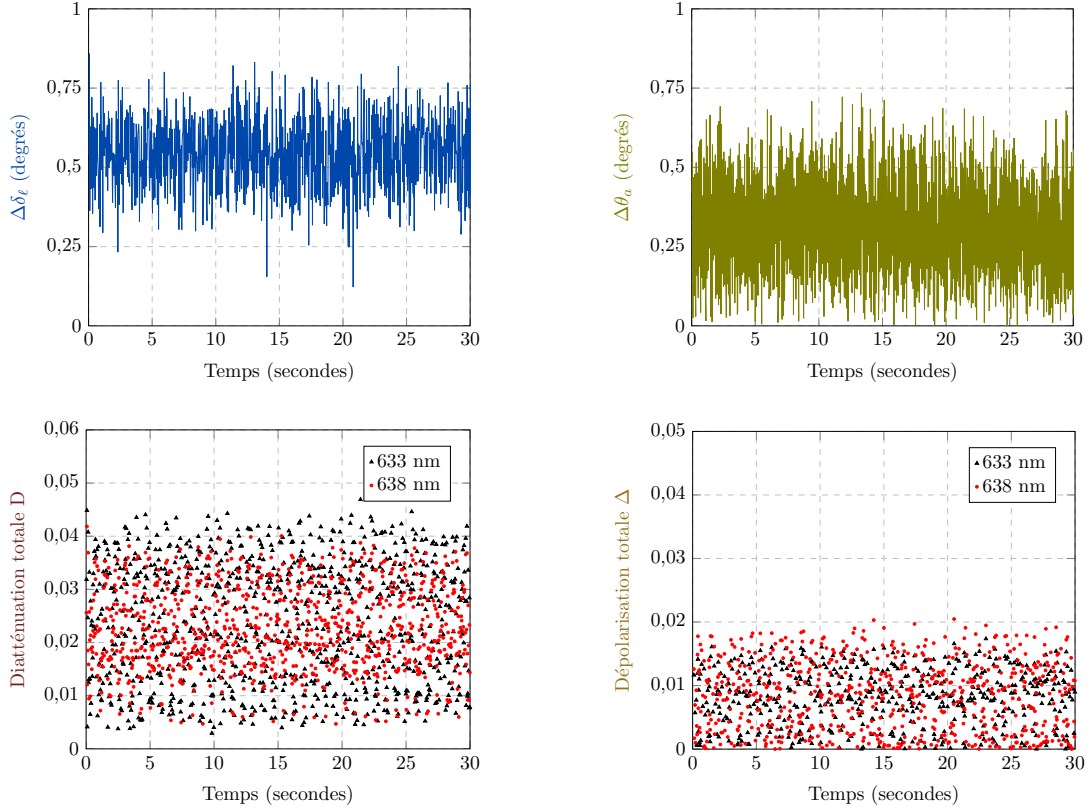 1
0,75
0,5
0,25
0
0 5 10 15 20 25 30
Temps (secondes)
Δδℓ (degrés)
1
0,75
0,5
0,25
0
0 5 10 15 20 25 30
Temps (secondes)
Δθa (degrés)
0,06
0,05
0,04
0,03
0,02
0,01
0
0 5 10 15 20 25 30
Temps (secondes)
Diatténuation totale D
633 nm
638 nm
0,05
0,04
0,03
0,02
0,01
0
0 5 10 15 20 25 30
Temps (secondes)
Dépolarisation totale Δ
633 nm
638 nm